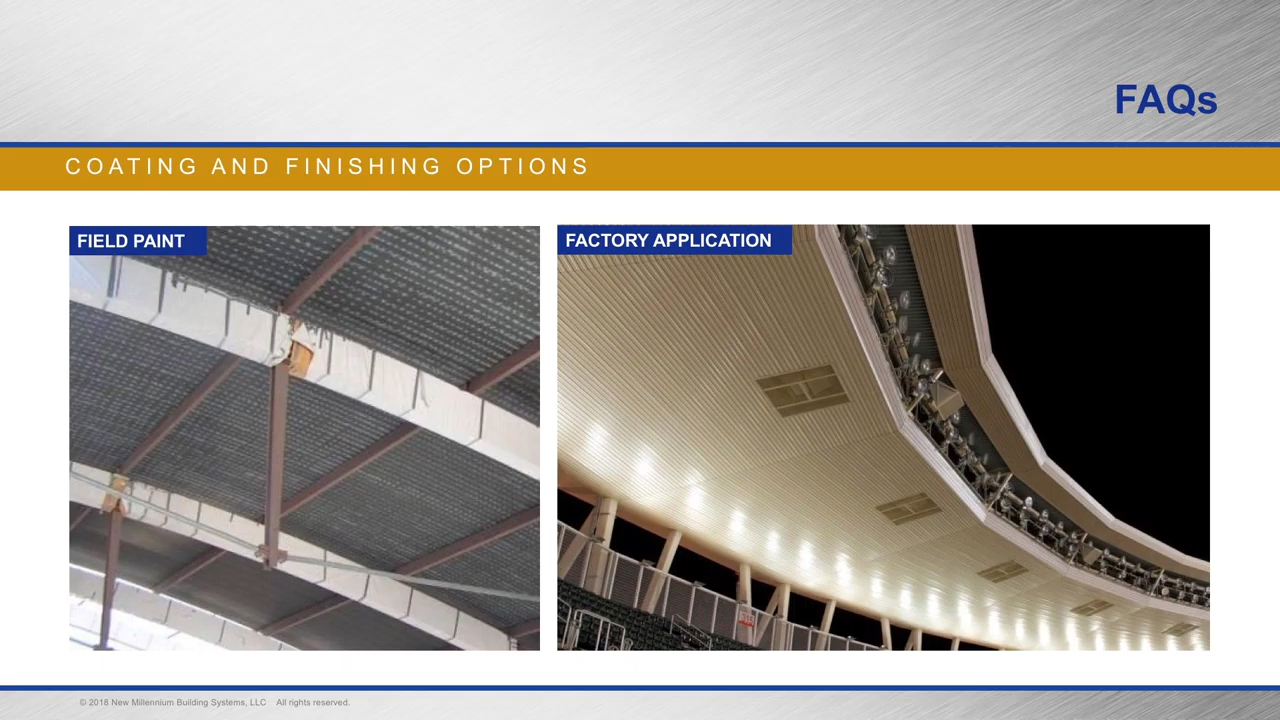 FAQs
COATING AND FINISHING OPTIONS
FIELD PAINT
FACTORY APPLICATION
© 2018 New Millennium Building Systems, LLC All rights reserved.